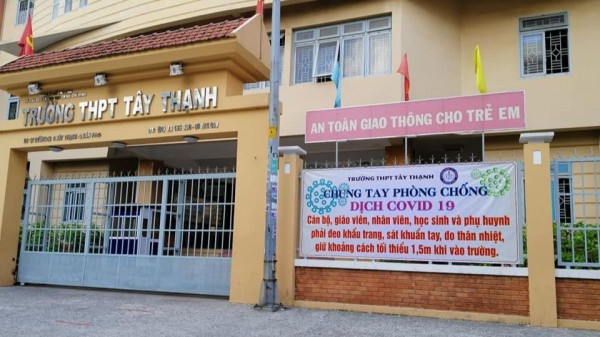 TRƯỜNG THPT TÂY THẠNH
AN TOÀN GIAO THÔNG CHO TRẺ EM
TRƯỜNG THPT TÂY THẠNH
CHUNG TAY PHÒNG CHỐNG
DỊCH COVID 19
Cán bộ, giáo viên, nhân viên, học sinh và phụ huynh
phải đeo khẩu trang, sát khuẩn tay, đo thân nhiệt,
giữ khoảng cách tối thiểu 1,5m khi vào trường.